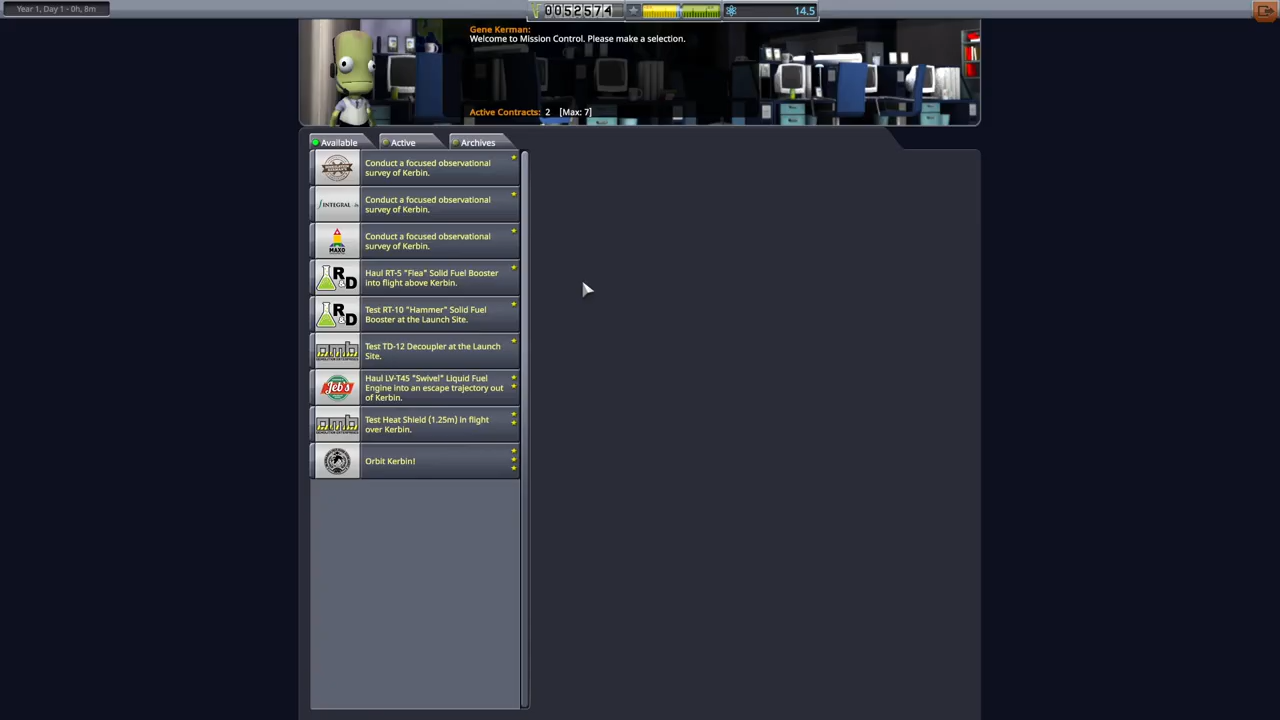 Year 1, Day 1 - 0h, 8m
0052574
14.5
Gene Kerman:
Welcome to Mission Control. Please make a selection.
Active Contracts: 2 [Max: 7]
Available
Active
Archives
Conduct a focused observational
survey of Kerbin.
INTEGRAL
Conduct a focused observational
survey of Kerbin.
MAXO
Conduct a focused observational
survey of Kerbin.
R&D
Haul RT-5 "Flea" Solid Fuel Booster
into flight above Kerbin.
R&D
Test RT-10 "Hammer" Solid Fuel
Booster at the Launch Site.
Test TD-12 Decoupler at the Launch
Site.
Jeb's
Haul LV-T45 "Swivel" Liquid Fuel
Engine into an escape trajectory out
of Kerbin.
Test Heat Shield (1.25m) in flight
over Kerbin.
Orbit Kerbin!